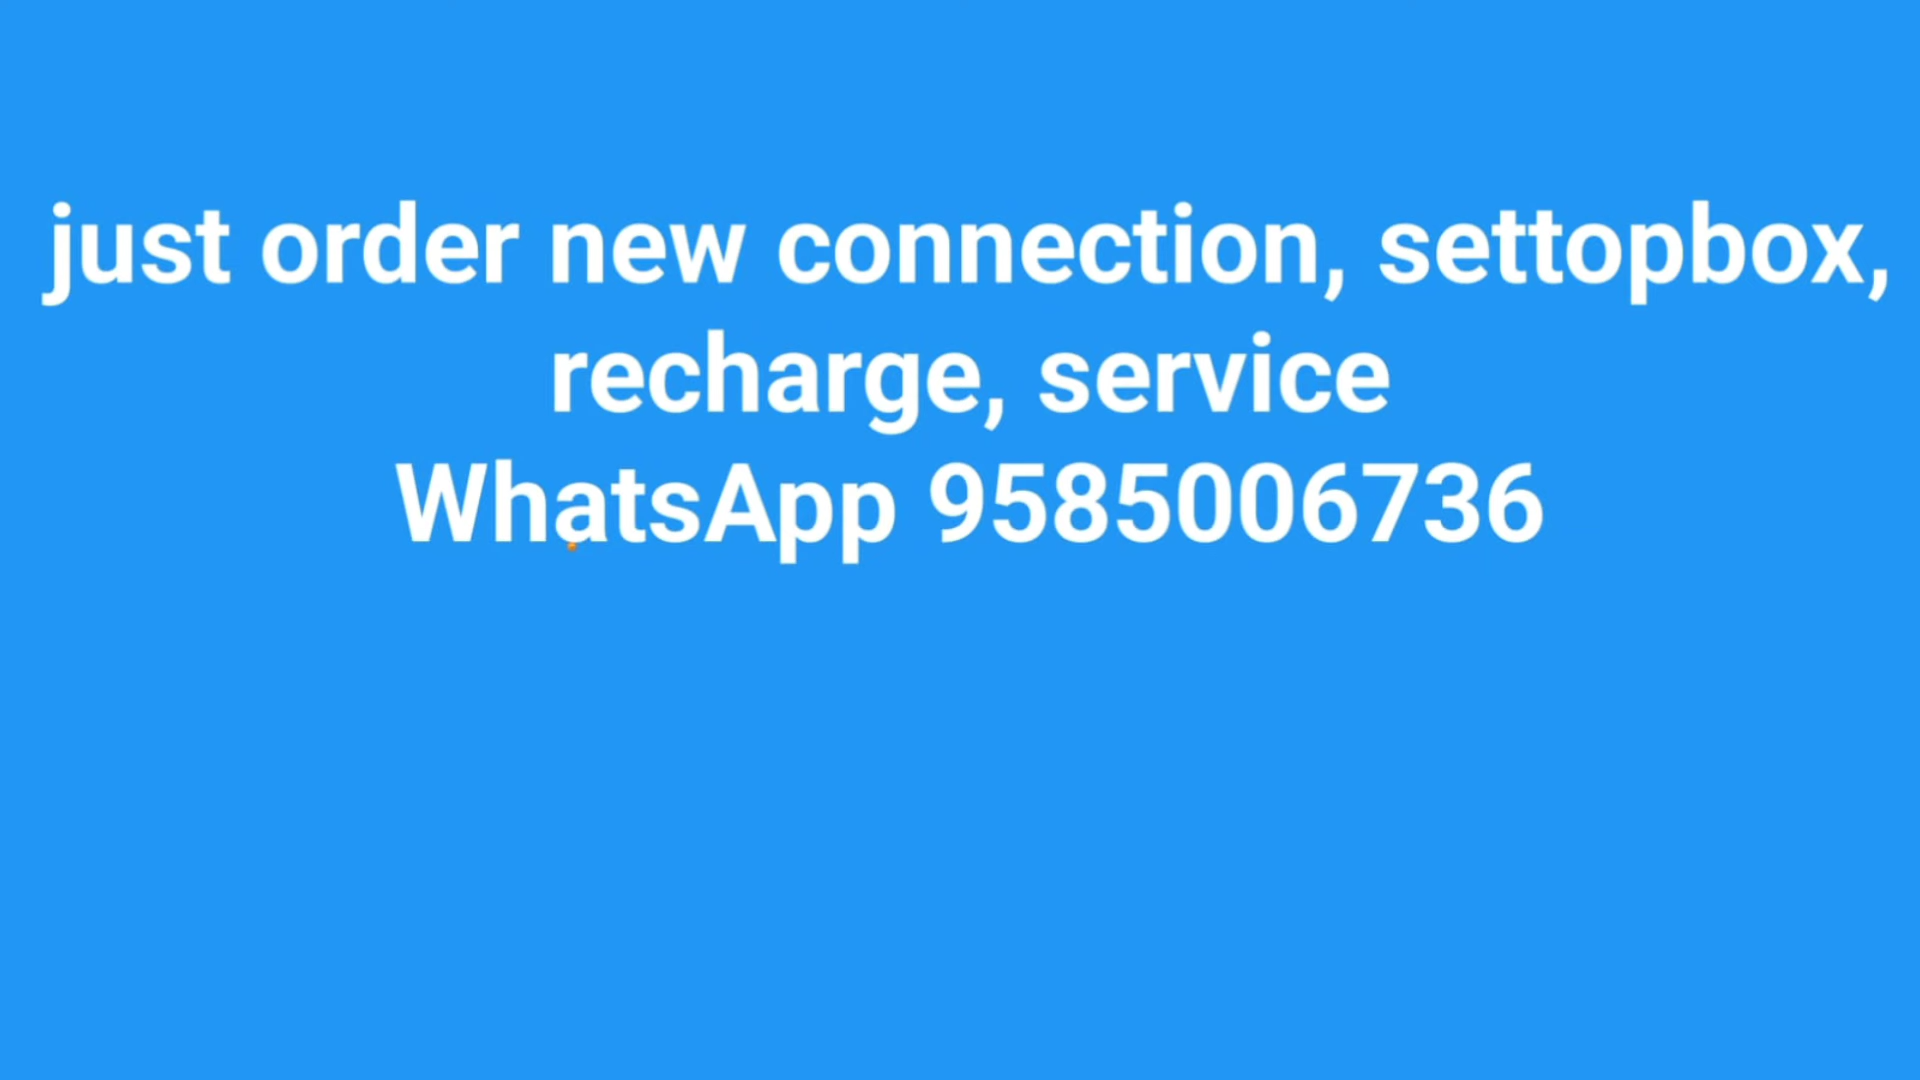 just order new connection, settopbox,
recharge, service
WhatsApp 9585006736